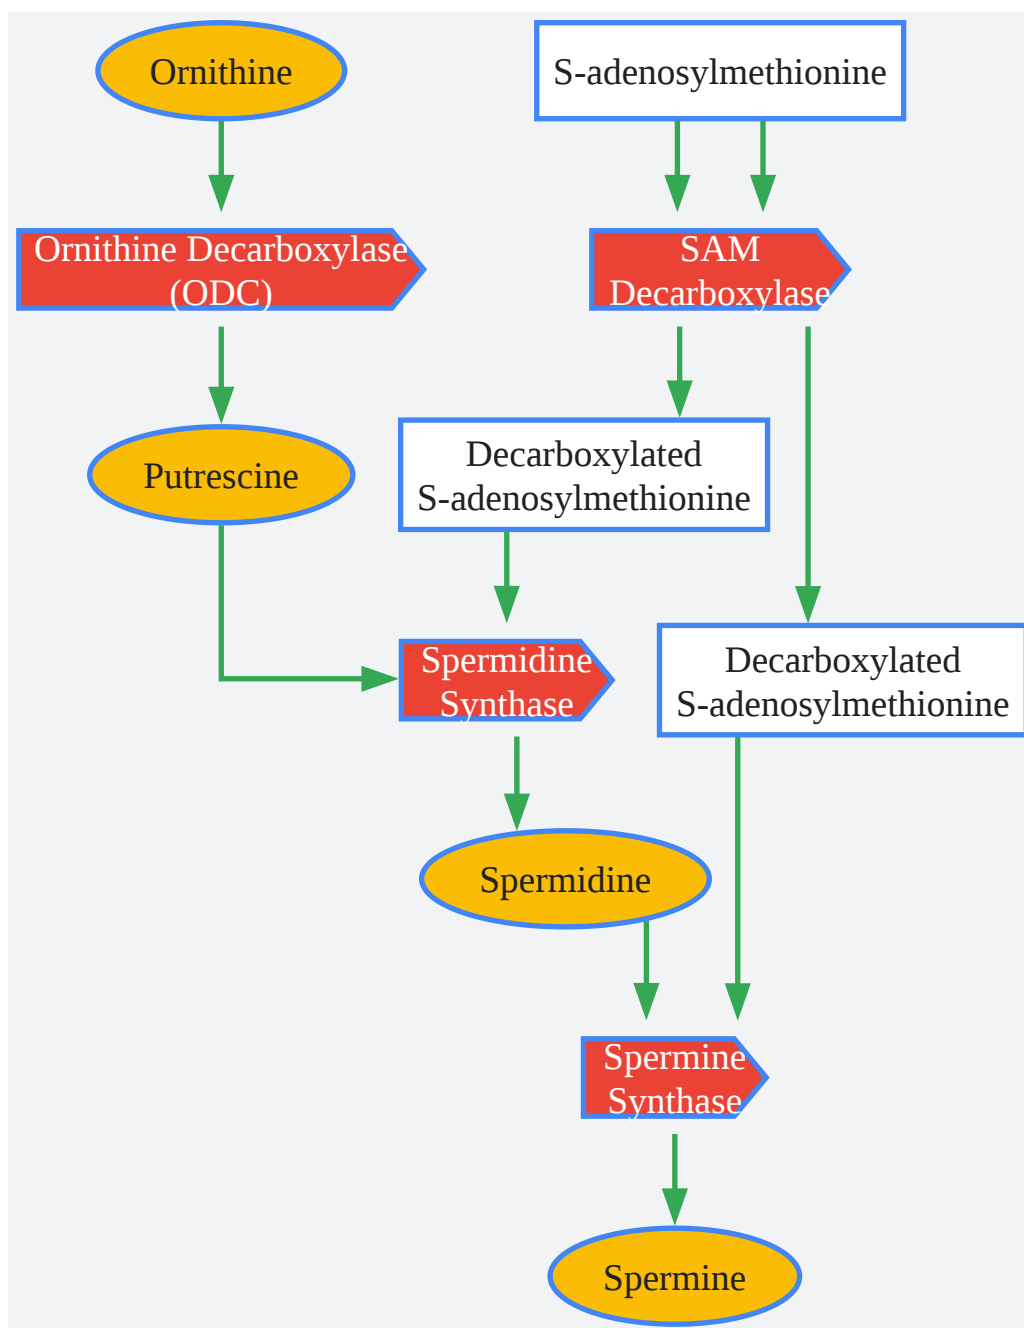 Ornithine
S-adenosylmethionine
Ornithine Decarboxylase
(ODC)
SAM
Decarboxylase
Putrescine
Decarboxylated
S-adenosylmethionine
Spermidine
Synthase
Decarboxylated
S-adenosylmethionine
Spermidine
Spermine
Synthase
Spermine